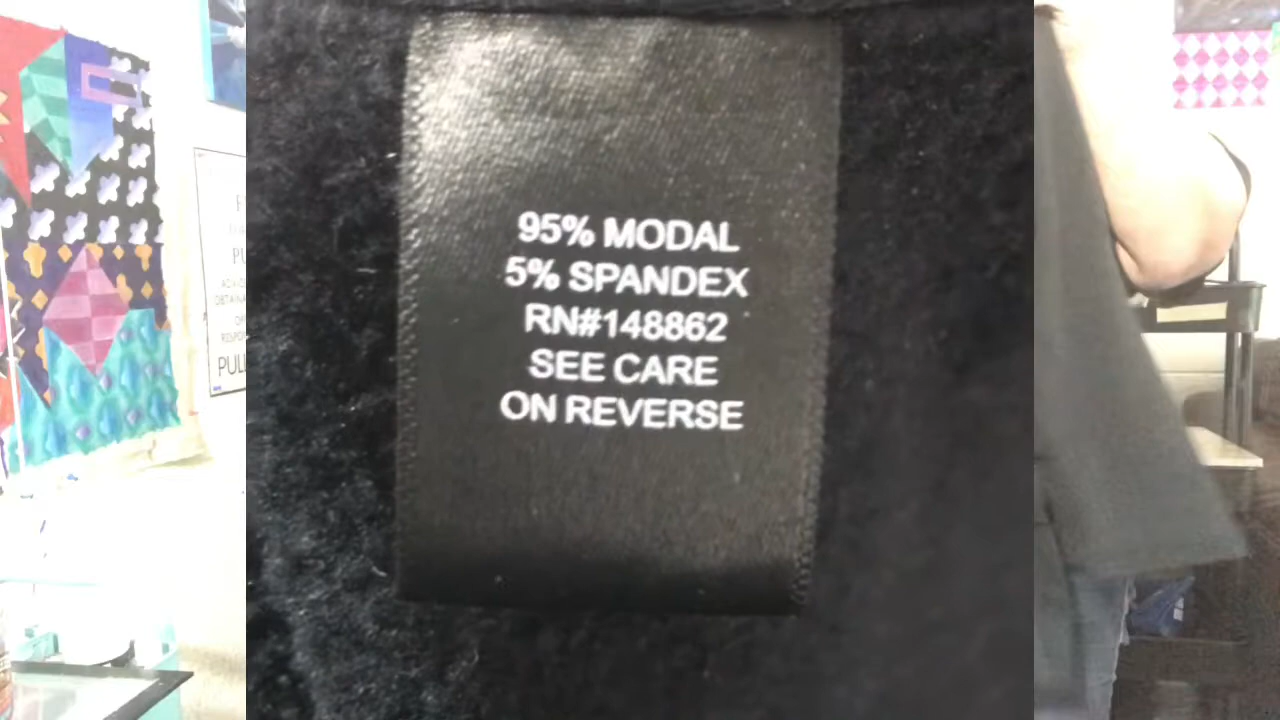 95% MODAL
5% SPANDEX
RN#148862
SEE CARE
ON REVERSE